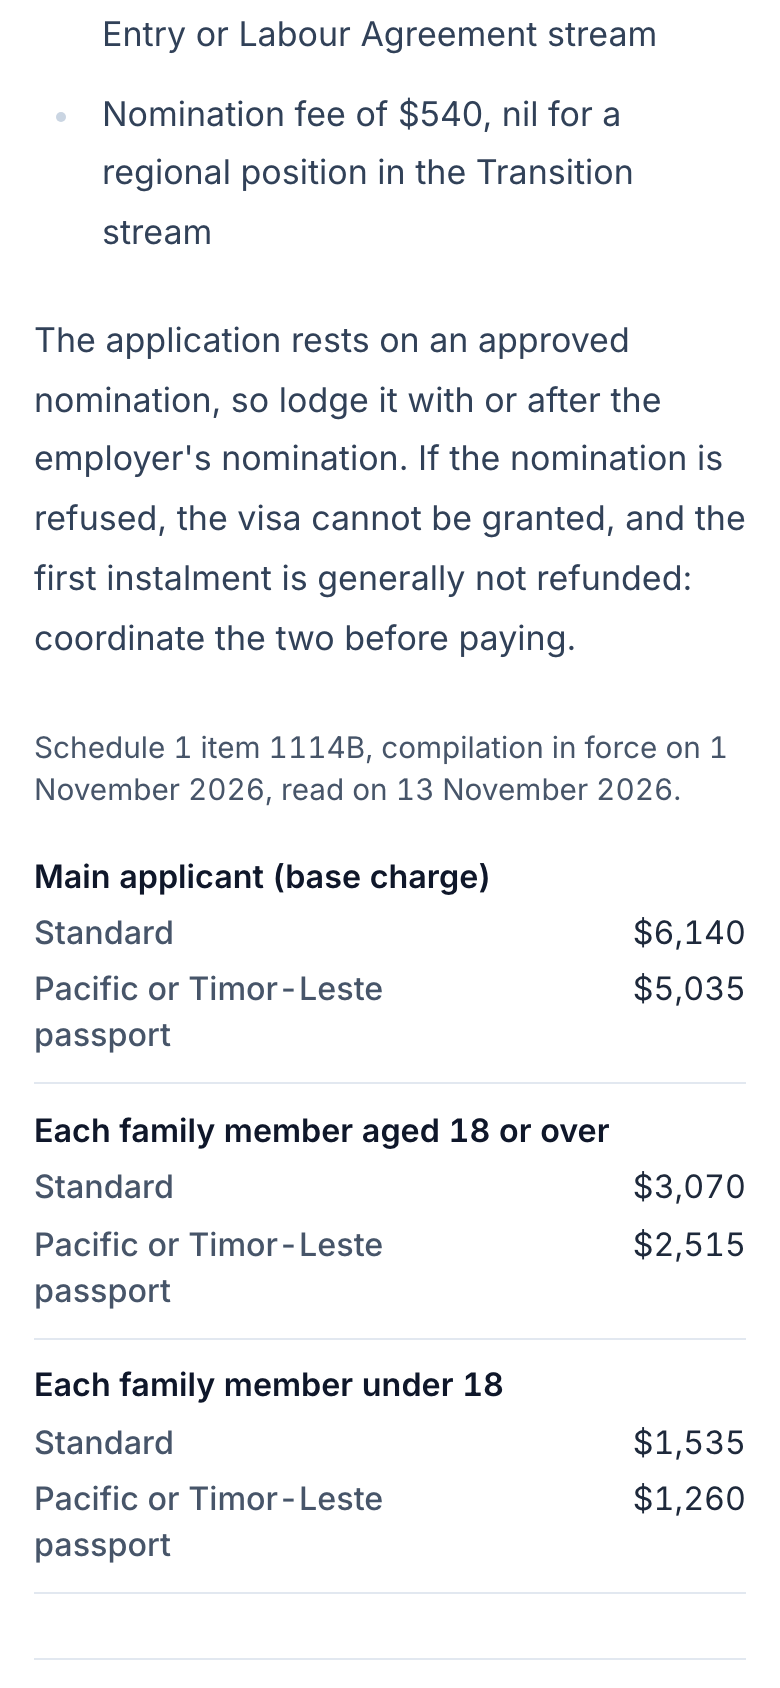 Entry or Labour Agreement stream
Nomination fee of $540, nil for a
regional position in the Transition
stream
The application rests on an approved
nomination, so lodge it with or after the
employer's nomination. If the nomination is
refused, the visa cannot be granted, and the
first instalment is generally not refunded:
coordinate the two before paying.
Schedule 1 item 1114B, compilation in force on 1
November 2026, read on 13 November 2026.
Main applicant (base charge)
Standard $6,140
Pacific or Timor-Leste $5,035
passport
Each family member aged 18 or over
Standard $3,070
Pacific or Timor-Leste $2,515
passport
Each family member under 18
Standard $1,535
Pacific or Timor-Leste $1,260
passport